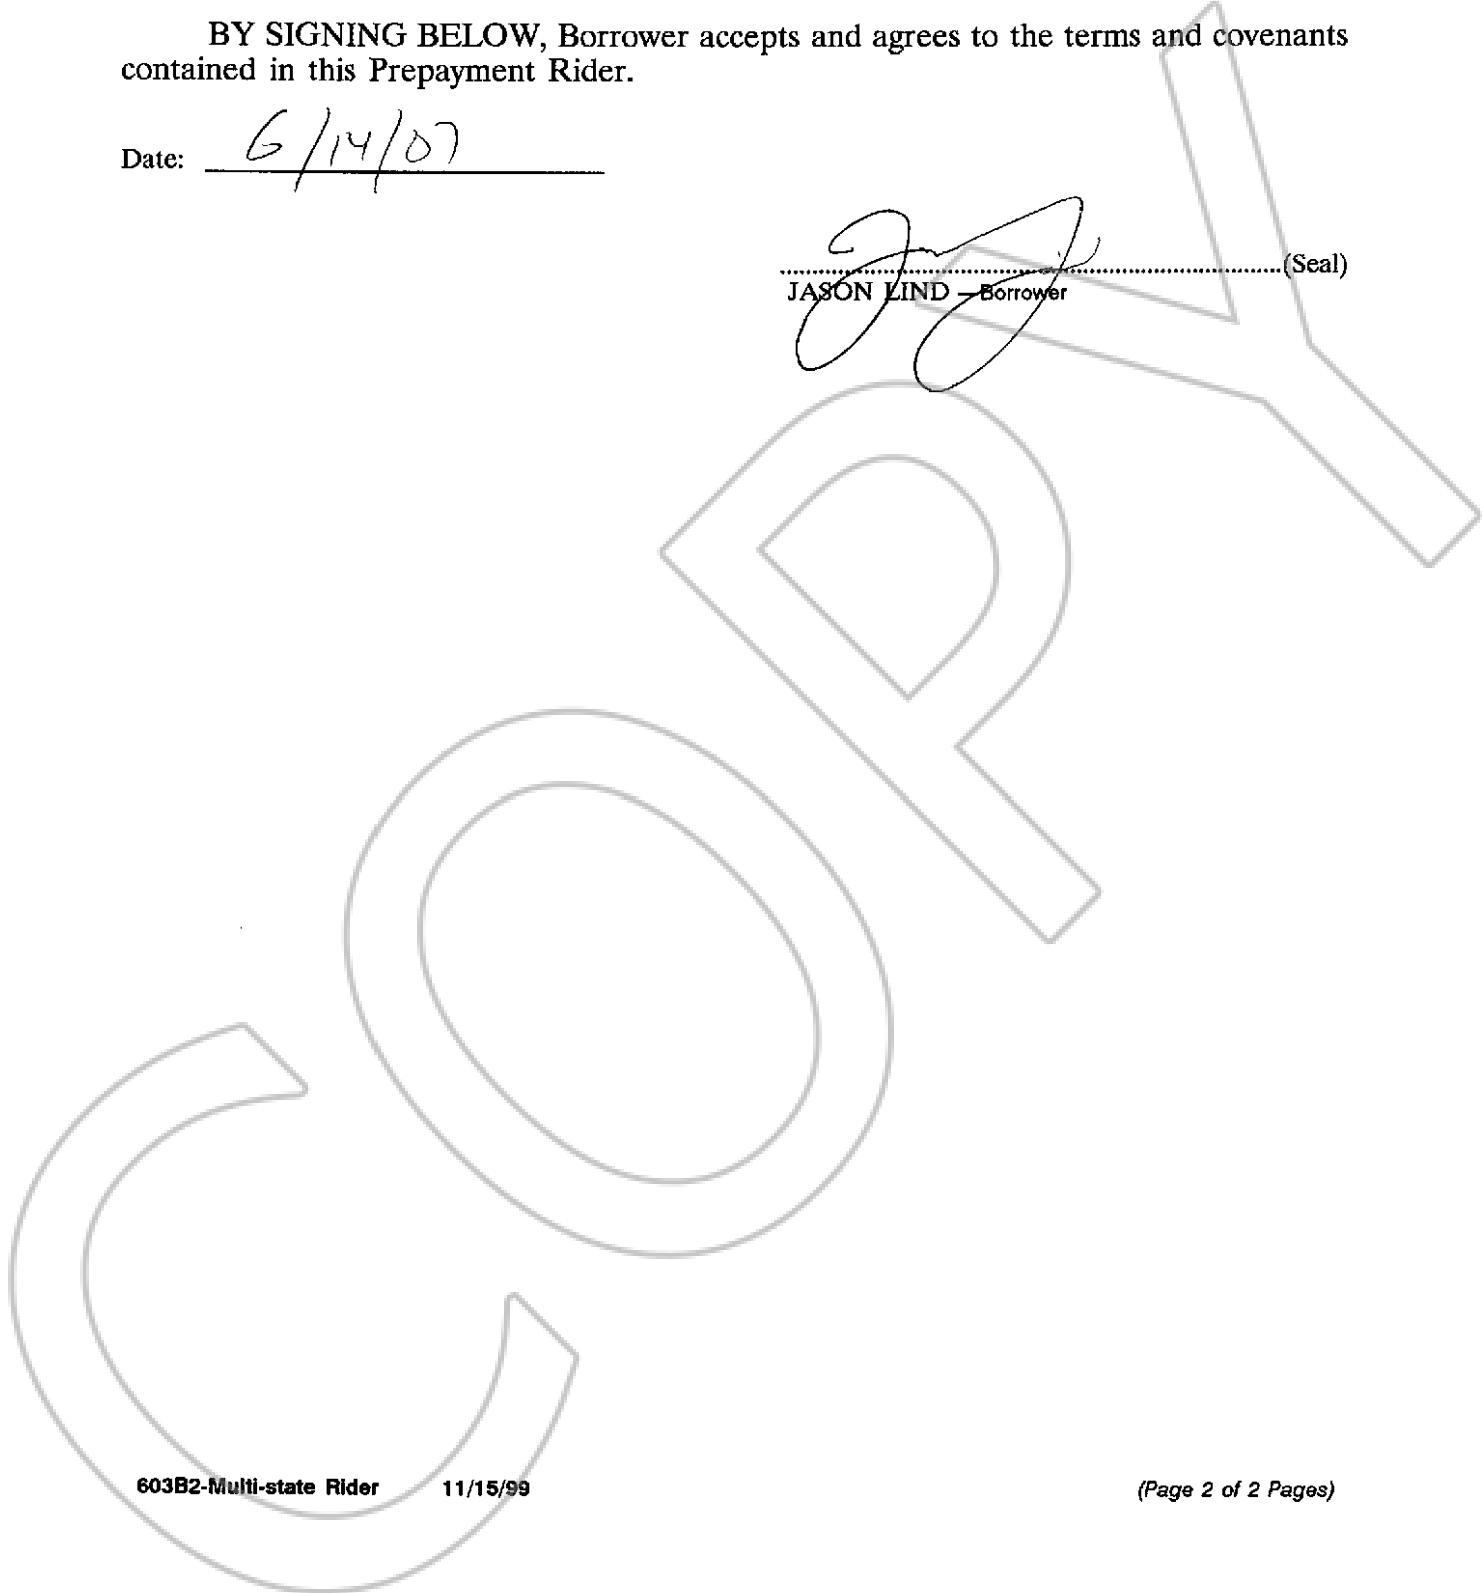 BY SIGNING BELOW, Borrower accepts and agrees to the terms and covenants
contained in this Prepayment Rider.
Date: 6/14/07
(Seal)
JASON LIND —Borrower
COPY
603B2-Multi-state Rider 11/15/99 (Page 2 of 2 Pages)